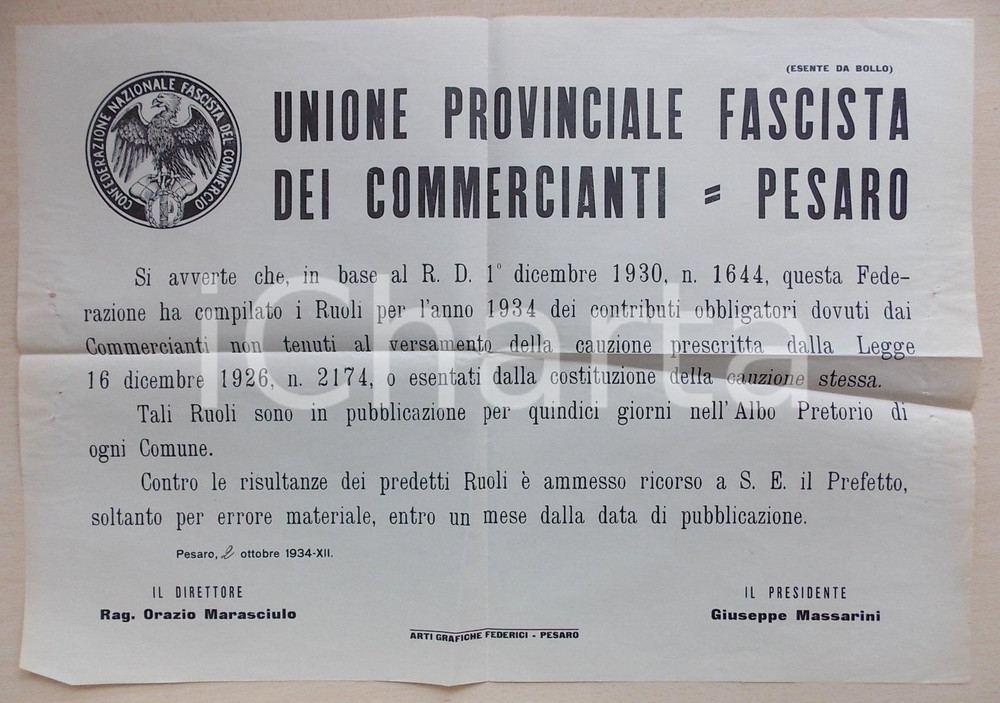 (ESENTE DA BOLLO)
CONFEDERAZIONE NAZIONALE FASCISTA DEL COMMERCIO
UNIONE PROVINCIALE FASCISTA
DEI COMMERCIANTI = PESARO
Si avverte che, in base al R. D. 1° dicembre 1930, n. 1644, questa Fede-
razione ha compilato i Ruoli per l'anno 1934 dei contributi obbligatori dovuti dai
Commercianti non tenuti al versamento della cauzione prescritta dalla Legge
16 dicembre 1926, n. 2174, o esentati dalla costituzione della cauzione stessa.
Tali Ruoli sono in pubblicazione per quindici giorni nell'Albo Pretorio di
ogni Comune.
Contro le risultanze dei predetti Ruoli è ammesso ricorso a S. E. il Prefetto,
soltanto per errore materiale, entro un mese dalla data di pubblicazione.
Pesaro, 2 ottobre 1934-XII.
IL DIRETTORE
Rag. Orazio Marasciulo
IL PRESIDENTE
Giuseppe Massarini
ARTI GRAFICHE FEDERICI - PESARO
iCharta